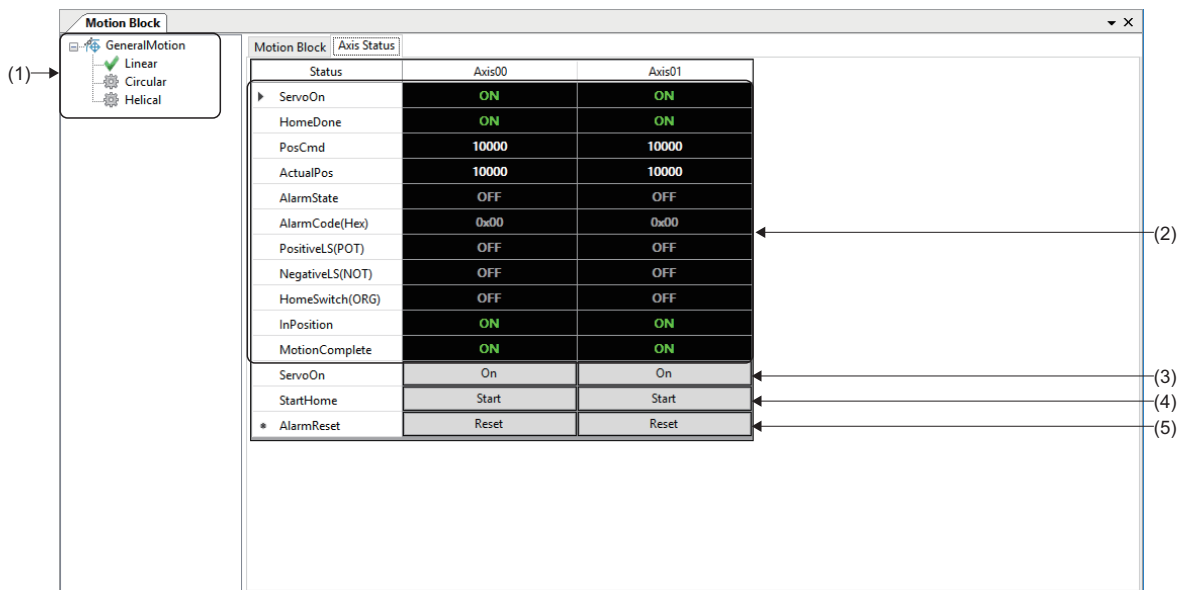 Motion Block
GeneralMotion
Linear
Circular
Helical
(1)
Motion Block Axis Status
Status Axis00 Axis01
ServoOn ON ON
HomeDone ON ON
PosCmd 10000 10000
ActualPos 10000 10000
AlarmState OFF OFF
AlarmCode(Hex) 0x00 0x00
PositiveLS(POT) OFF OFF
(2)
NegativeLS(NOT) OFF OFF
HomeSwitch(ORG) OFF OFF
InPosition ON ON
MotionComplete ON ON
ServoOn On On (3)
StartHome Start Start (4)
AlarmReset Reset Reset (5)